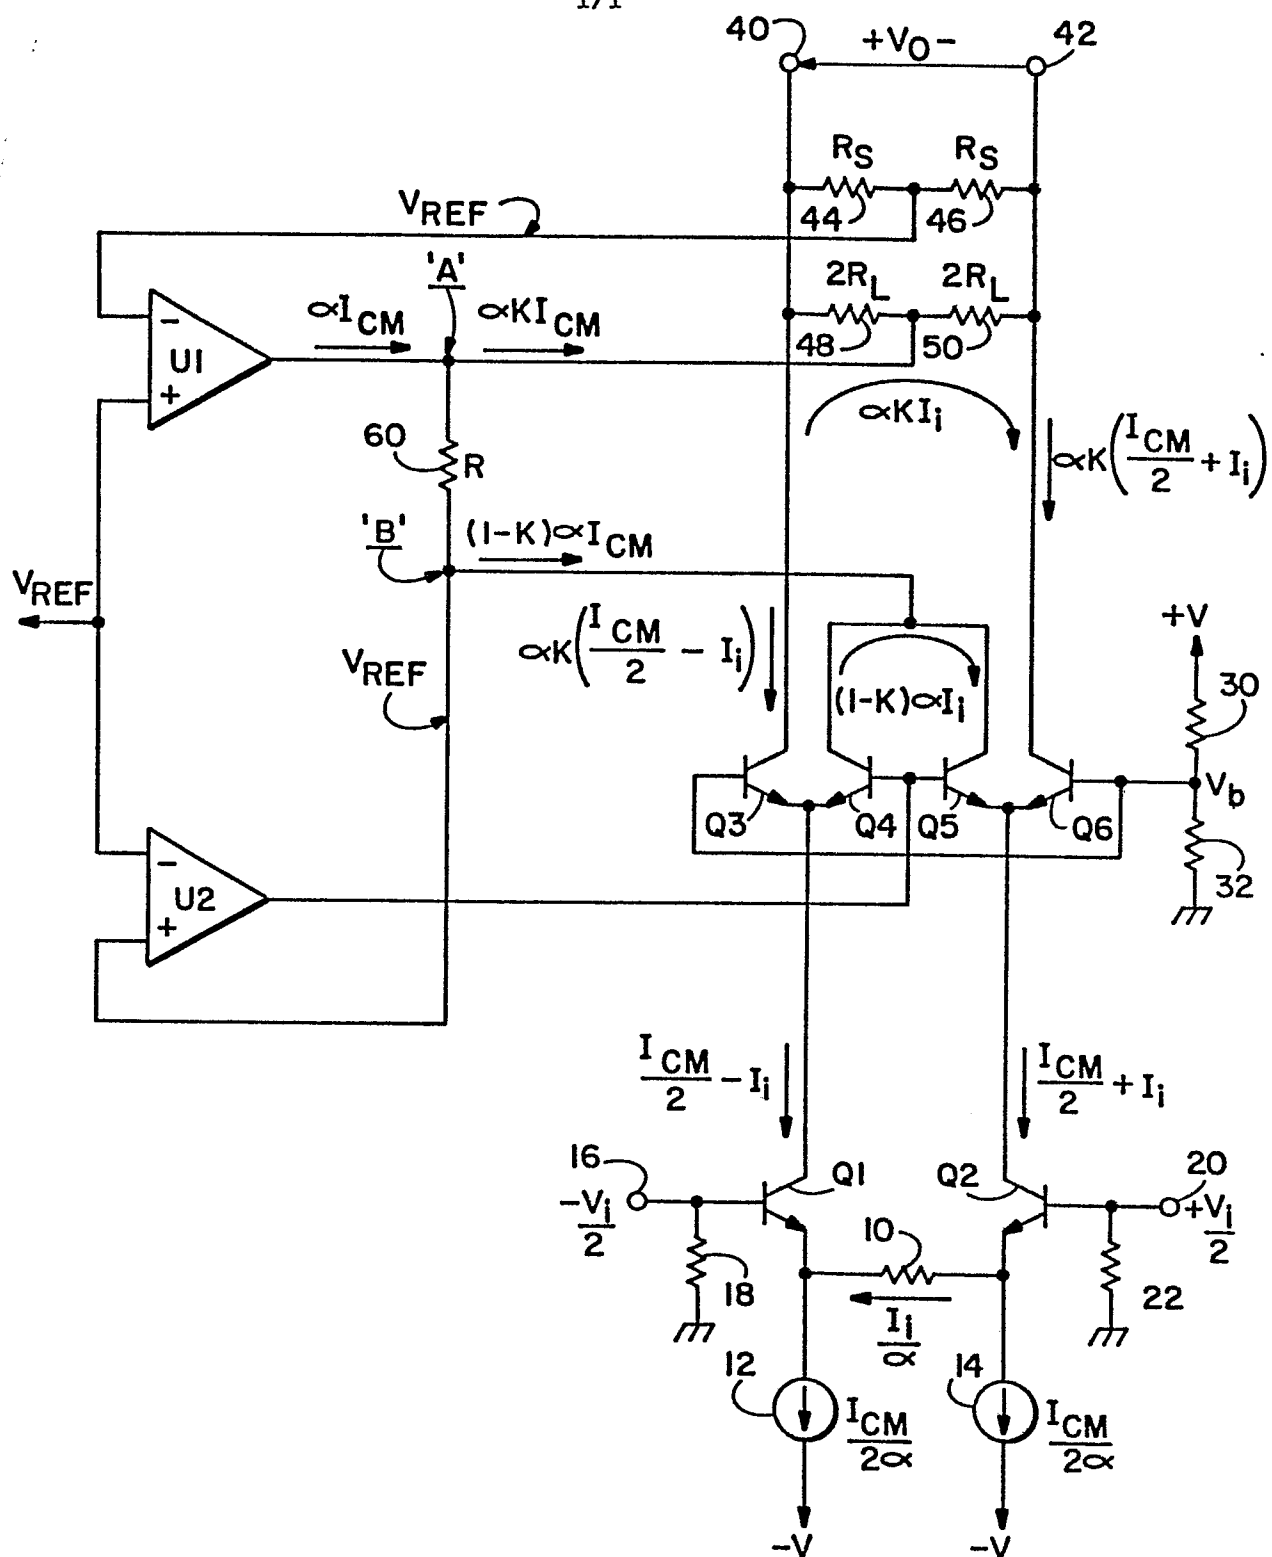 1/1
40
+VO-
42
RS
RS
44
46
VREF
'A'
2RL
2RL
αICM
αKICM
48
50
-
U1
+
αKIi
60
R
αK(ICM/2 + Ii)
'B'
(1-K)αICM
VREF
αK(ICM/2 - Ii)
+V
VREF
(1-K)αIi
30
Vb
Q3
Q4
Q5
Q6
-
U2
+
32
ICM/2 - Ii
ICM/2 + Ii
16
Q1
Q2
20
-Vi/2
+Vi/2
10
18
22
Ii/α
12
14
ICM/2α
ICM/2α
-V
-V